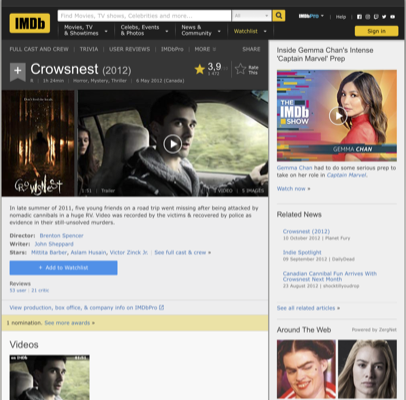 IMDb
Find Movies, TV shows, Celebrities and more...
All
IMDbPro
Help
Movies, TV
& Showtimes
Celebs, Events
& Photos
News &
Community
Watchlist
Sign in
FULL CAST AND CREW | TRIVIA | USER REVIEWS | IMDbPro | MORE
SHARE
Crowsnest (2012)
3,9
Rate
This
1h 24min | Horror, Mystery, Thriller | 6 May 2012 (Canada)
CROWSNEST
1:51 | Trailer
1 VIDEO | 5 IMAGES
In late summer of 2011, five young friends on a road trip went missing after being attacked by
nomadic cannibals in a huge RV. Video was recorded by the victims & recovered by police as
evidence in their still-unsolved murders.
Director: Brenton Spencer
Writer: John Sheppard
Stars: Mittita Barber, Aslam Husain, Victor Zinck Jr. | See full cast & crew »
+ Add to Watchlist
Reviews
53 user | 21 critic
View production, box office, & company info on IMDbPro
1 nomination. See more awards »
Videos
Inside Gemma Chan's Intense
'Captain Marvel' Prep
THE
IMDb
SHOW
GEMMA CHAN
Gemma Chan had to do some serious prep to
take on her role in Captain Marvel.
Watch now »
Related News
Crowsnest (2012)
10 October 2012 | Planet Fury
Indie Spotlight
09 September 2012 | DailyDead
Canadian Cannibal Fun Arrives With
Crowsnest Next Month
23 August 2012 | shocktillyoudrop
See all related articles »
Around The Web
Powered by ZergNet